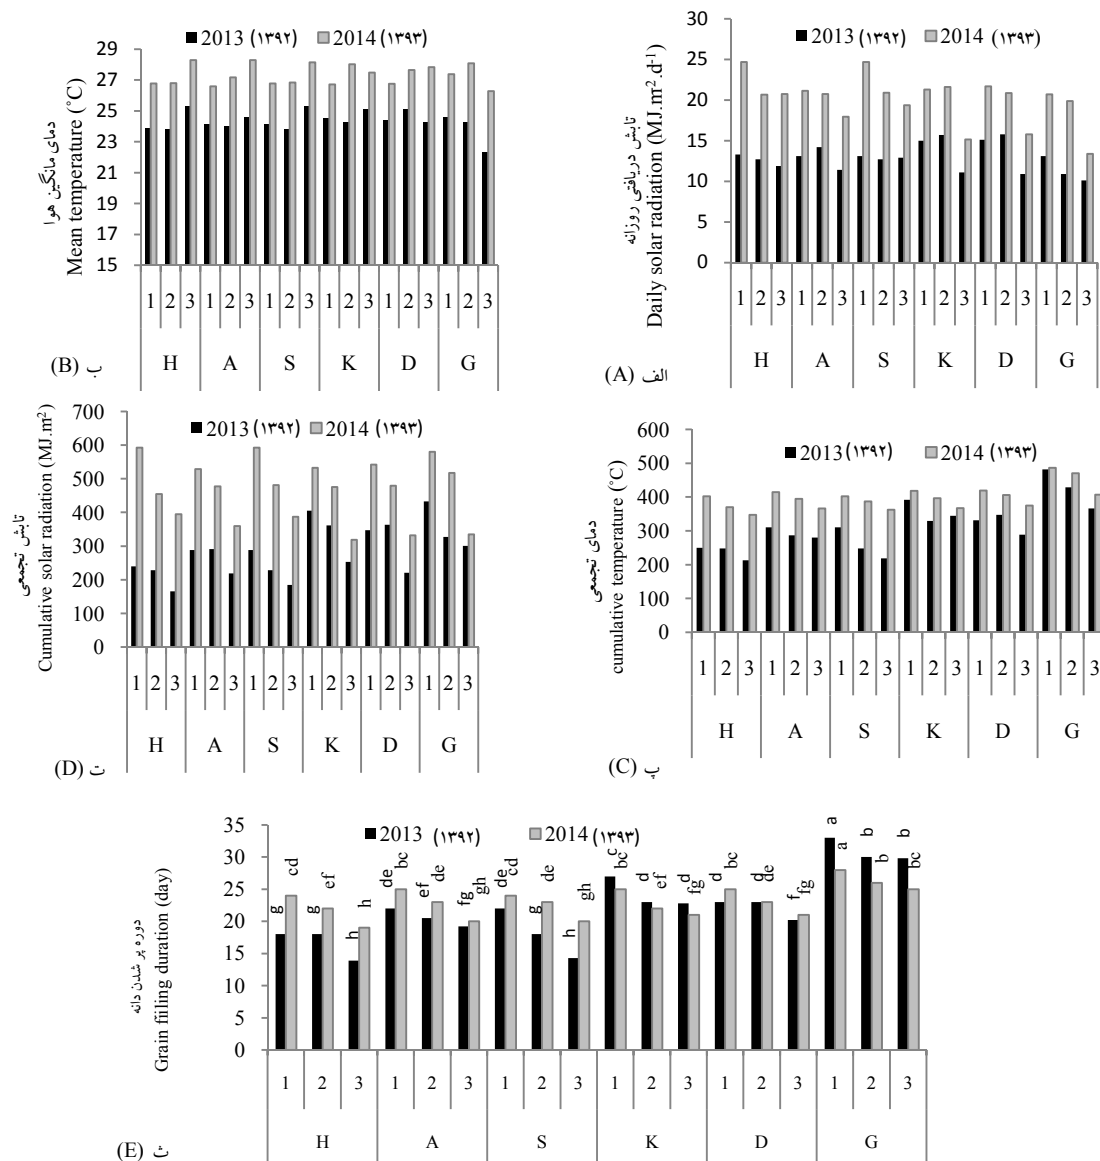 2013 (۱۳۹۲) 2014 (۱۳۹۳)
29
27
25
23
21
19
17
15
دمای مانگین هوا
Mean temperature (˚C)
1 2 3 1 2 3 1 2 3 1 2 3 1 2 3 1 2 3
H A S K D G
(B) ب
2013 (۱۳۹۲) 2014 (۱۳۹۳)
30
25
20
15
10
5
0
تابش دریافتی روزانه
Daily solar radiation (MJ.m².d⁻¹)
1 2 3 1 2 3 1 2 3 1 2 3 1 2 3 1 2 3
H A S K D G
(A) الف
2013 (۱۳۹۲) 2014 (۱۳۹۳)
700
600
500
400
300
200
100
0
تابش تجمعی
Cumulative solar radiation (MJ.m²)
1 2 3 1 2 3 1 2 3 1 2 3 1 2 3 1 2 3
H A S K D G
(D) ت
2013 (۱۳۹۲) 2014 (۱۳۹۳)
600
500
400
300
200
100
0
دمای تجمعی
cumulative temperature (˚C)
1 2 3 1 2 3 1 2 3 1 2 3 1 2 3 1 2 3
H A S K D G
(C) پ
2013 (۱۳۹۲) 2014 (۱۳۹۳)
35
30
25
20
15
10
5
0
دوره پر شدن دانه
Grain fiiling duration (day)
g cd g ef h h de bc ef de fg gh de cd g de h gh c bc d ef d fg d bc d de f fg a a b b b b
1 2 3 1 2 3 1 2 3 1 2 3 1 2 3 1 2 3
H A S K D G
(E) ث